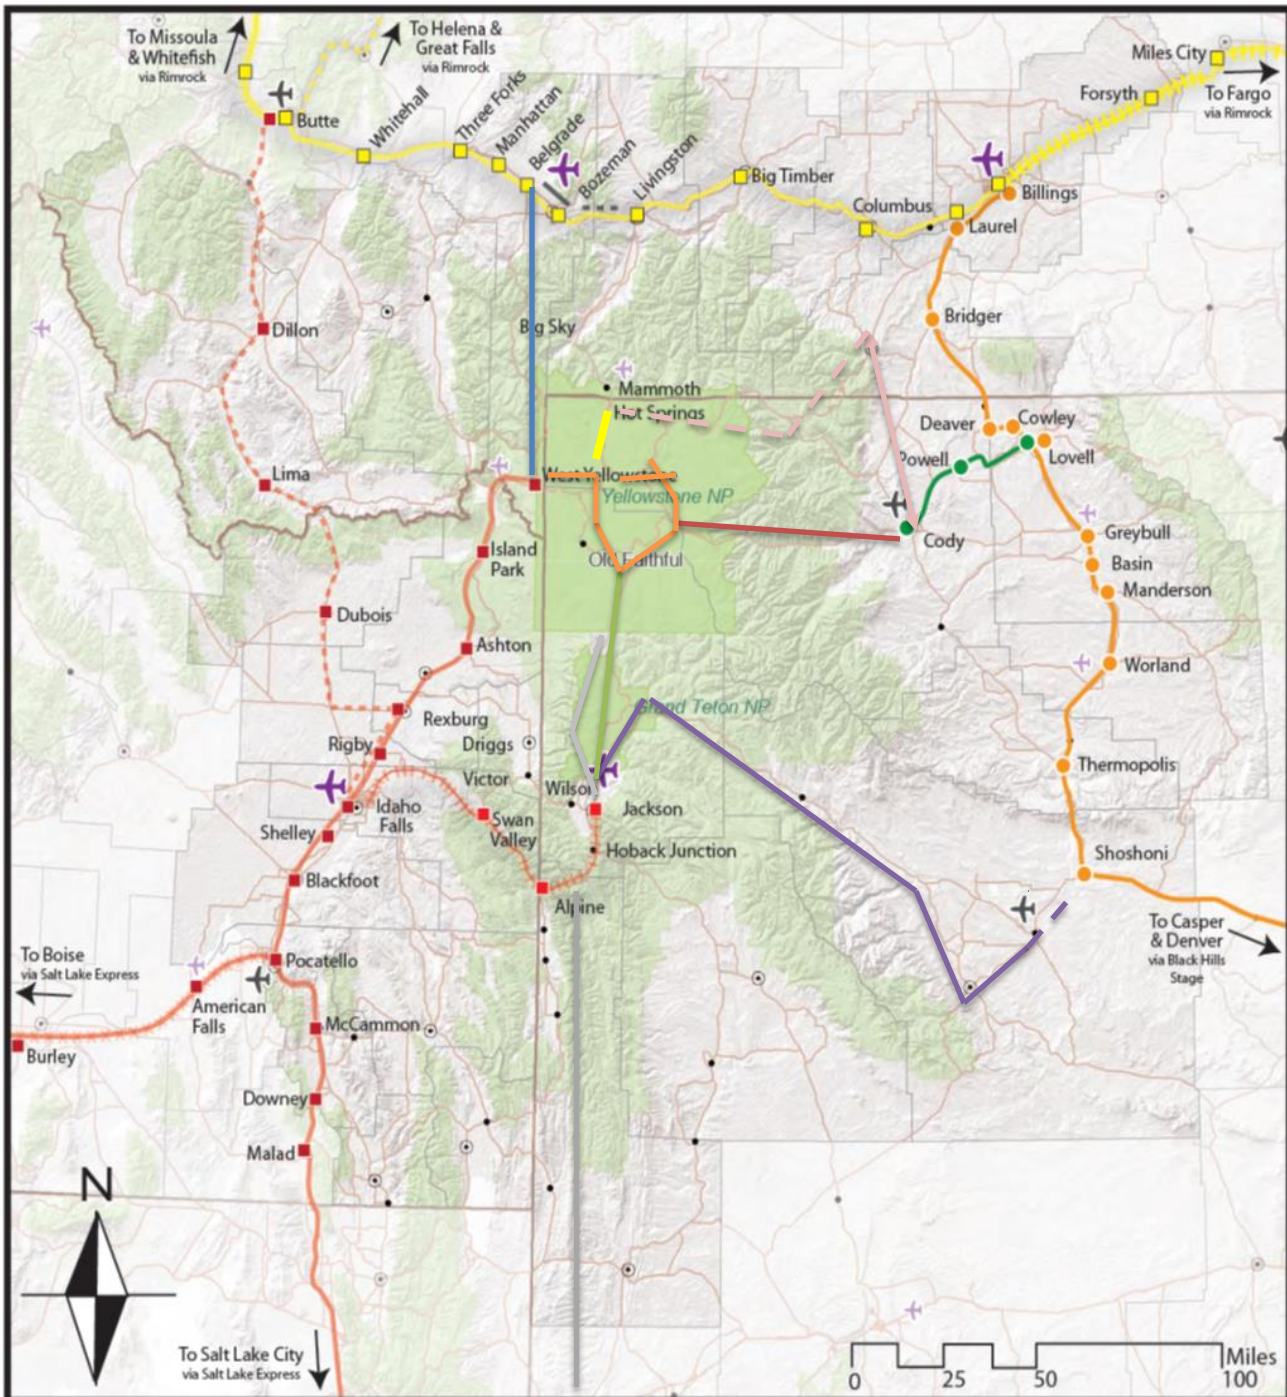 To Missoula
& Whitefish
via Rimrock
To Helena &
Great Falls
via Rimrock
Miles City
Forsyth
To Fargo
via Rimrock
Butte
Whitehall
Three Forks
Manhattan
Belgrade
Bozeman
Livingston
Big Timber
Columbus
Billings
Laurel
Bridger
Dillon
Big Sky
Mammoth
Hot Springs
Deaver
Cowley
Powell
Lovell
Lima
West Yellowstone
Yellowstone NP
Cody
Greybull
Island
Park
Old Faithful
Basin
Manderson
Dubois
Ashton
Worland
Rexburg
Grand Teton NP
Rigby
Driggs
Victor
Thermopolis
Wilson
Idaho
Falls
Jackson
Swan
Valley
Shelley
Hoback Junction
Shoshoni
Blackfoot
Alpine
To Boise
via Salt Lake Express
Pocatello
To Casper
& Denver
via Black Hills
Stage
American
Falls
McCammon
Burley
Downey
Malad
N
To Salt Lake City
via Salt Lake Express
Miles
0 25 50 100